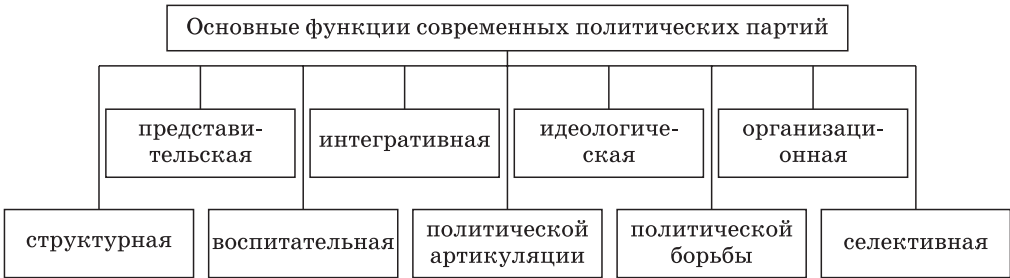 Основные функции современных политических партий
представи-
тельская
интегративная
идеологиче-
ская
организаци-
онная
структурная
воспитательная
политической
артикуляции
политической
борьбы
селективная